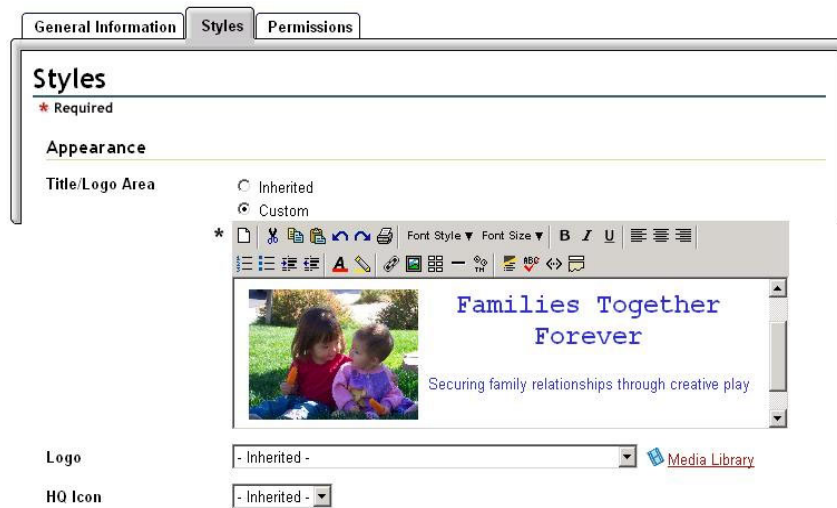 General Information Styles Permissions
Styles
* Required
Appearance
Title/Logo Area
Inherited
Custom
* Font Style Font Size B I U
A ABC
Families Together
Forever
Securing family relationships through creative play
Logo - Inherited - Media Library
HQ Icon - Inherited -